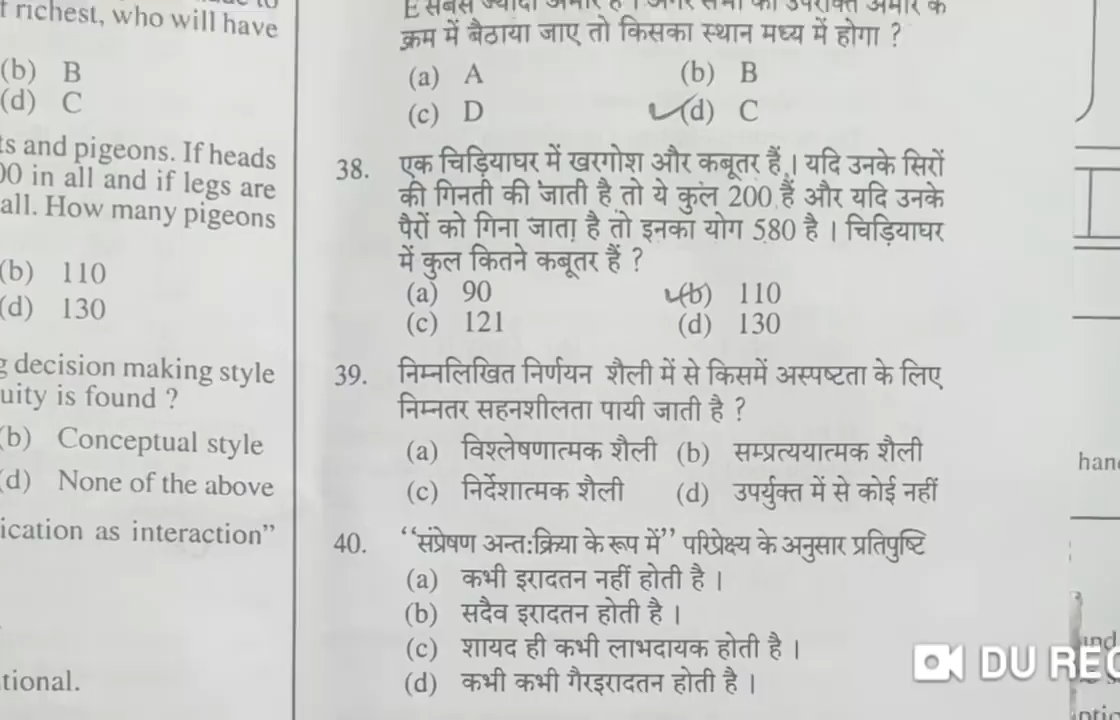 richest, who will have
(b) B
(d) C
and pigeons. If heads
in all and if legs are
all. How many pigeons
(b) 110
(d) 130
decision making style
is found ?
(b) Conceptual style
(d) None of the above
as interaction”
क्रम में बैठाया जाए तो किसका स्थान मध्य में होगा ?
(a) A (b) B
(c) D (d) C
38. एक चिड़ियाघर में खरगोश और कबूतर हैं । यदि उनके सिरों
की गिनती की जाती है तो ये कुल 200 हैं और यदि उनके
पैरों को गिना जाता है तो इनका योग 580 है । चिड़ियाघर
में कुल कितने कबूतर हैं ?
(a) 90 (b) 110
(c) 121 (d) 130
39. निम्नलिखित निर्णयन शैली में से किसमें अस्पष्टता के लिए
निम्नतर सहनशीलता पायी जाती है ?
(a) विश्लेषणात्मक शैली (b) सम्प्रत्ययात्मक शैली
(c) निर्देशात्मक शैली (d) उपर्युक्त में से कोई नहीं
40. “संप्रेषण अन्त:क्रिया के रूप में” परिप्रेक्ष्य के अनुसार प्रतिपुष्टि
(a) कभी इरादतन नहीं होती है ।
(b) सदैव इरादतन होती है ।
(c) शायद ही कभी लाभदायक होती है ।
(d) कभी कभी गैरइरादतन होती है ।
DU REC